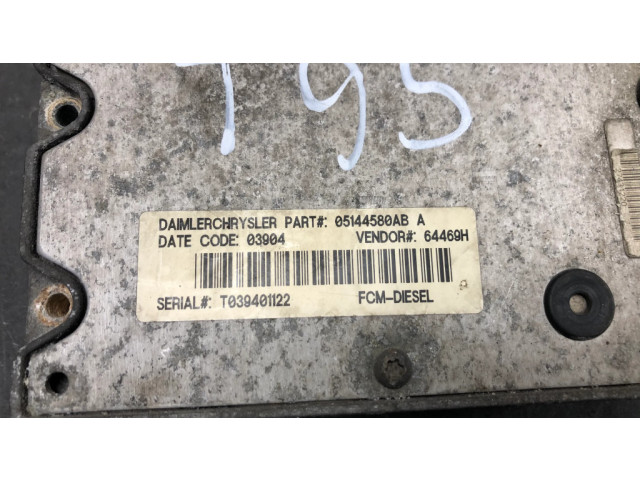 195
DAIMLERCHRYSLER PART#: 05144580AB A
DATE CODE: 03904 VENDOR#: 64469H
SERIAL#: T039401122 FCM-DIESEL